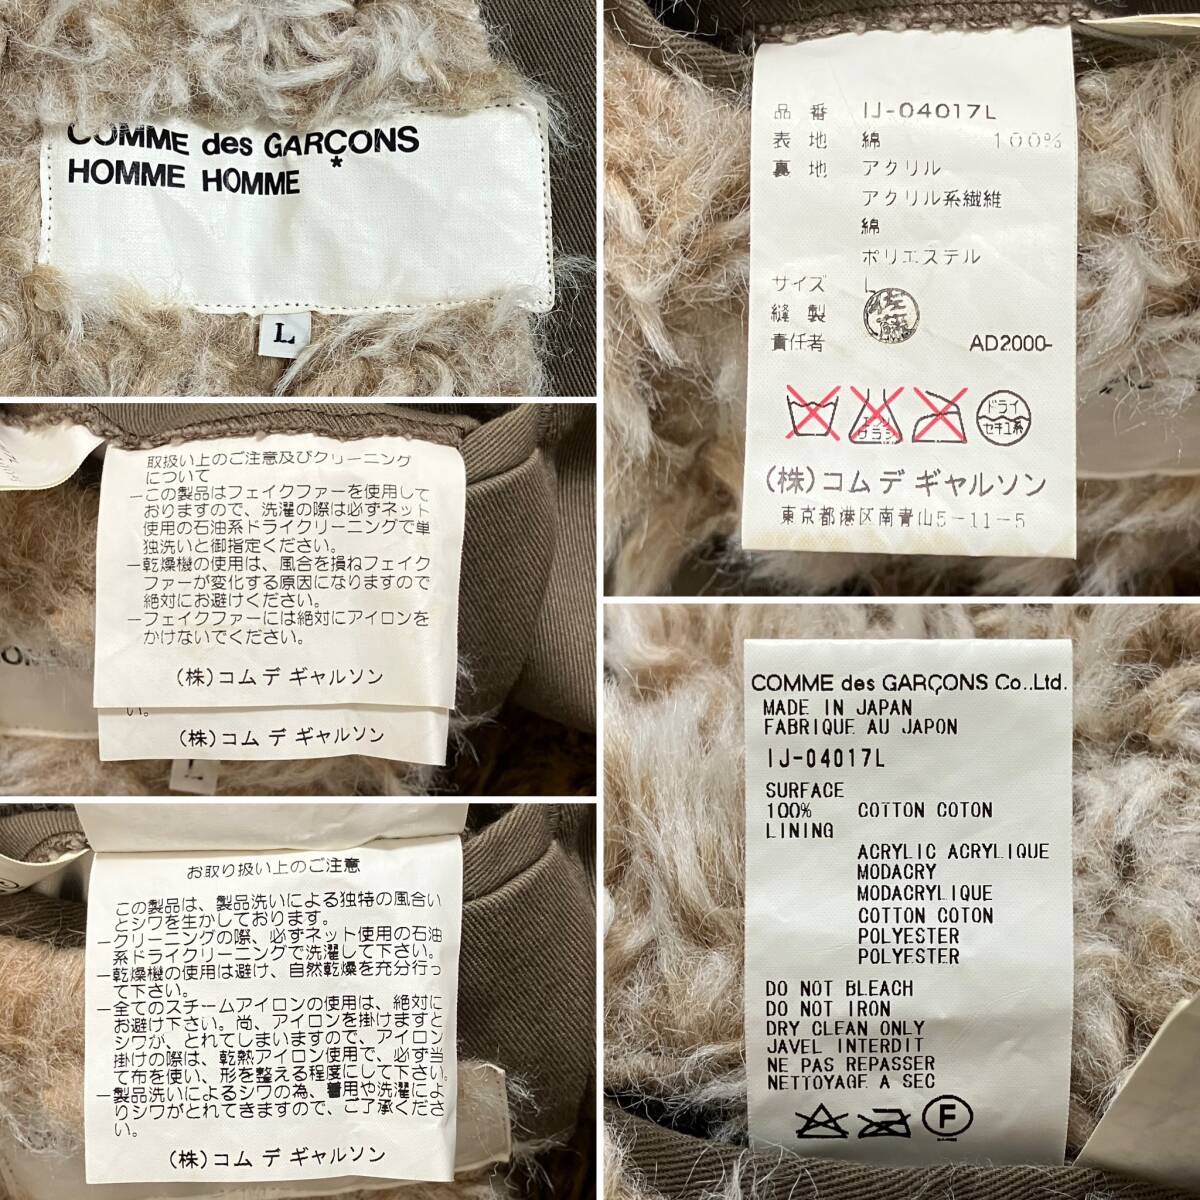 COMME des GARÇONS
HOMME HOMME *
L
品番 IJ-04017L
表地 綿 100%
裏地 アクリル
アクリル系繊維
綿
ポリエステル
サイズ L
縫製 佐藤
責任者 AD2000-
エンソ
サラシ
ドライ
セキユ系
(株)コム デ ギャルソン
東京都港区南青山5-11-5
取扱い上のご注意及びクリーニング
について
―この製品はフェイクファーを使用して
おりますので、洗濯の際は必ずネット
使用の石油系ドライクリーニングで単
独洗いと御指定ください。
―乾燥機の使用は、風合を損ねフェイク
ファーが変化する原因になりますので
絶対にお避けください。
―フェイクファーには絶対にアイロンを
かけないでください。
(株)コム デ ギャルソン
い。
(株)コム デ ギャルソン
L
COMME des GARÇONS Co.,Ltd.
MADE IN JAPAN
FABRIQUE AU JAPON
IJ-04017L
SURFACE
100% COTTON COTON
LINING
ACRYLIC ACRYLIQUE
MODACRY
MODACRYLIQUE
COTTON COTON
POLYESTER
POLYESTER
DO NOT BLEACH
DO NOT IRON
DRY CLEAN ONLY
JAVEL INTERDIT
NE PAS REPASSER
NETTOYAGE A SEC
F
お取り扱い上のご注意
この製品は、製品洗いによる独特の風合い
とシワを生かしております。
―クリーニングの際、必ずネット使用の石油
系ドライクリーニングで洗濯して下さい。
―乾燥機の使用は避け、自然乾燥を充分行っ
て下さい。
―全てのスチームアイロンの使用は、絶対に
お避け下さい。尚、アイロンを掛けますと
シワが、とれてしまいますので、アイロン
掛けの際は、乾熱アイロン使用で、必ず当
て布を使い、形を整える程度にして下さい。
―製品洗いによるシワの為、着用や洗濯によ
りシワがとれてきますので、ご了承くださ
い。
(株)コム デ ギャルソン